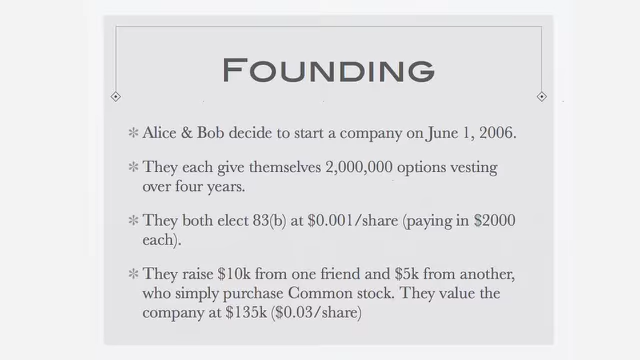 FOUNDING
✻ Alice & Bob decide to start a company on June 1, 2006.
✻ They each give themselves 2,000,000 options vesting
over four years.
✻ They both elect 83(b) at $0.001/share (paying in $2000
each).
✻ They raise $10k from one friend and $5k from another,
who simply purchase Common stock. They value the
company at $135k ($0.03/share)